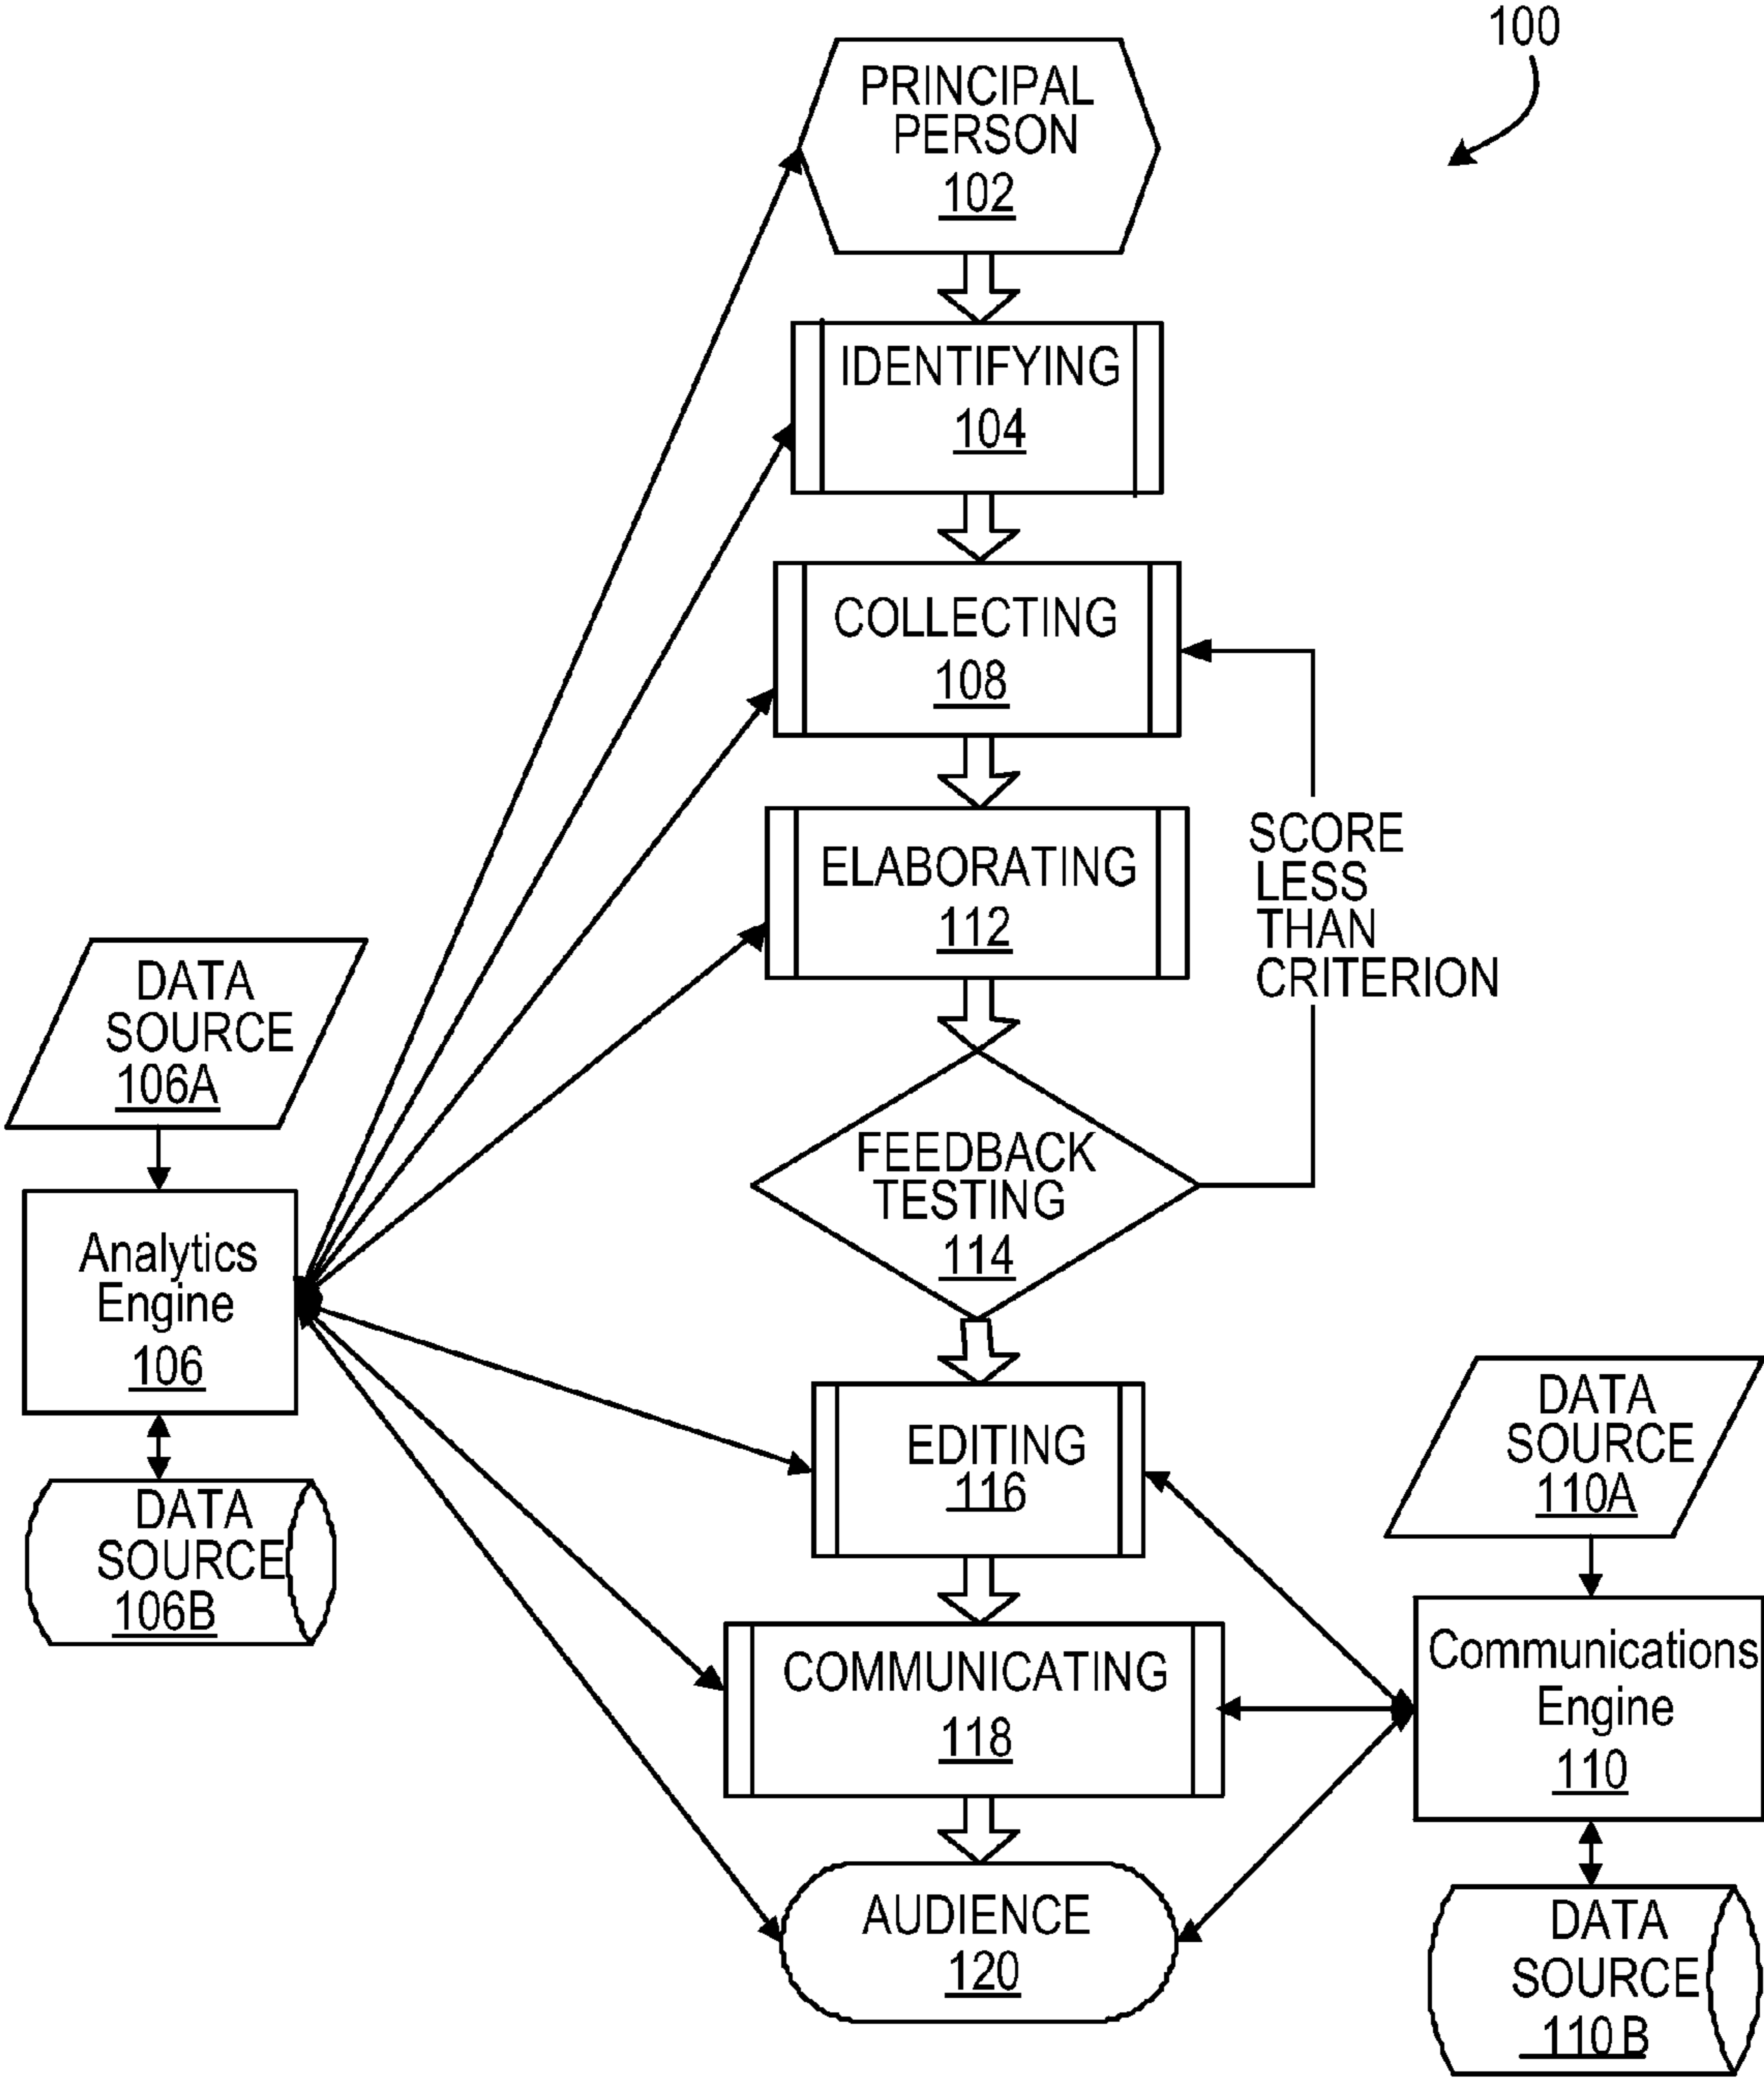 100
PRINCIPAL
PERSON
102
IDENTIFYING
104
COLLECTING
108
ELABORATING
112
SCORE
LESS
THAN
CRITERION
DATA
SOURCE
106A
FEEDBACK
TESTING
114
Analytics
Engine
106
DATA
SOURCE
106B
EDITING
116
DATA
SOURCE
110A
COMMUNICATING
118
Communications
Engine
110
AUDIENCE
120
DATA
SOURCE
110B